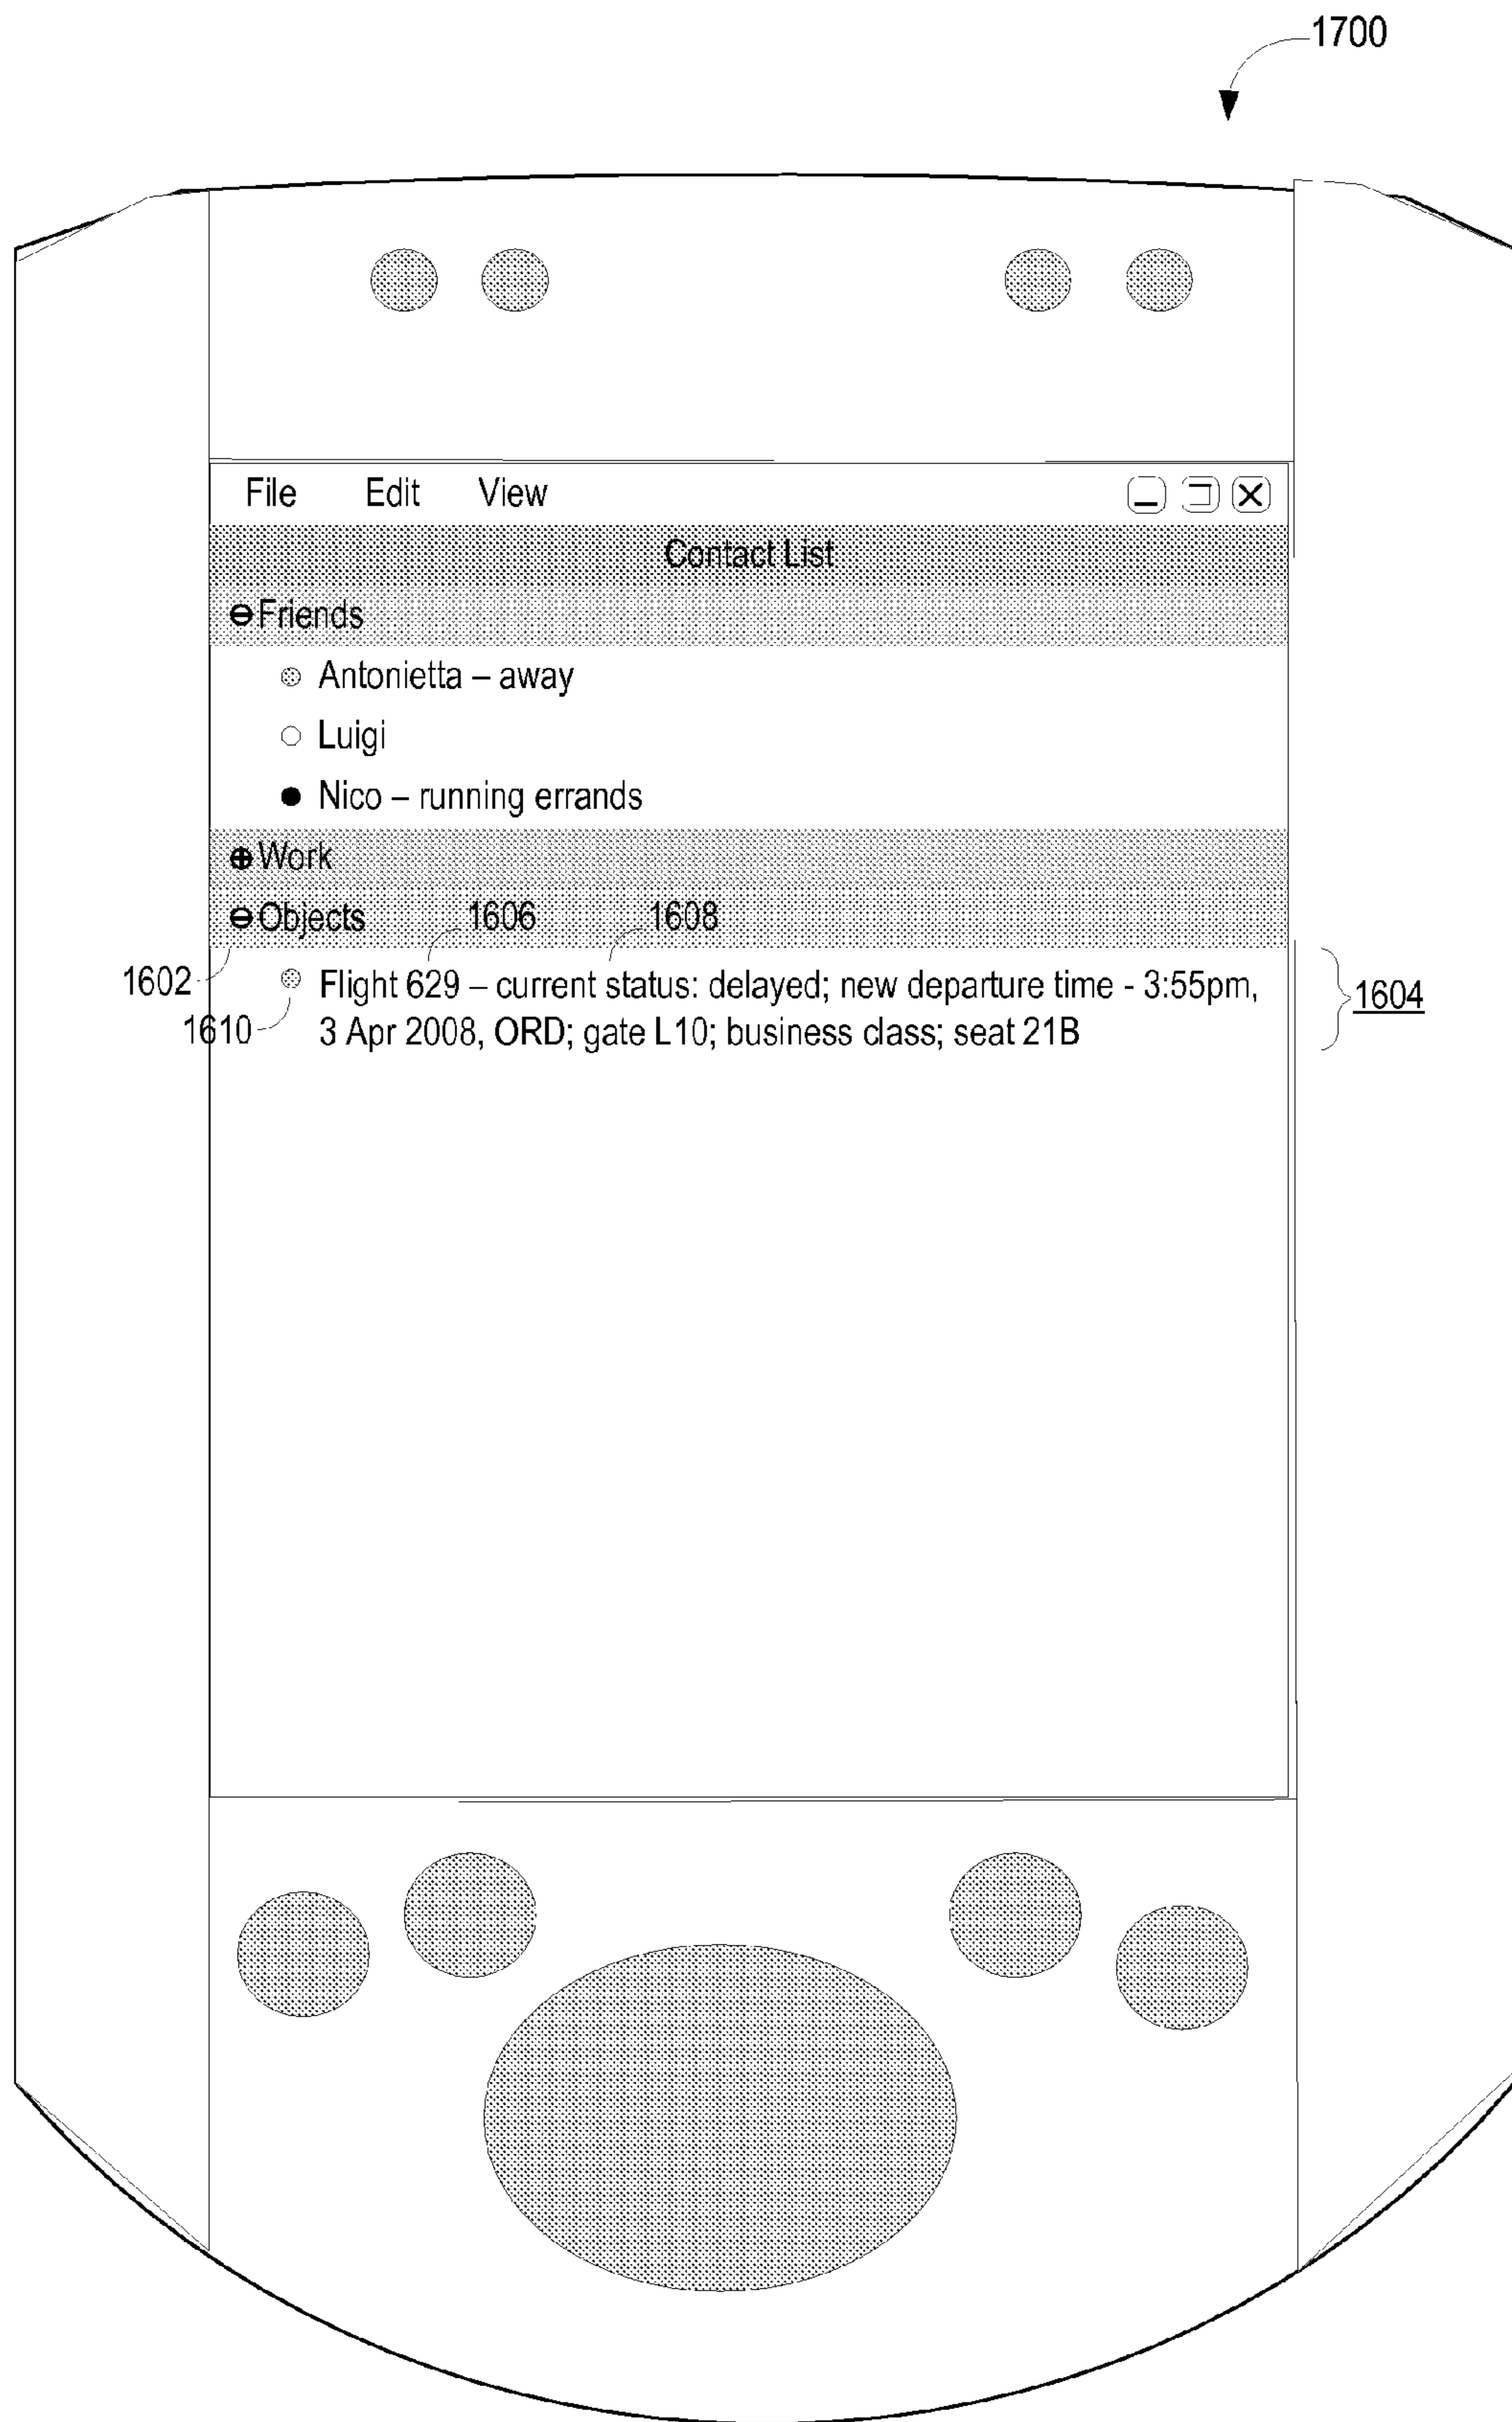 1700
File Edit View
Contact List
Friends
Antonietta – away
Luigi
Nico – running errands
Work
Objects 1606 1608
1602 Flight 629 – current status: delayed; new departure time - 3:55pm, 1604
1610 3 Apr 2008, ORD; gate L10; business class; seat 21B